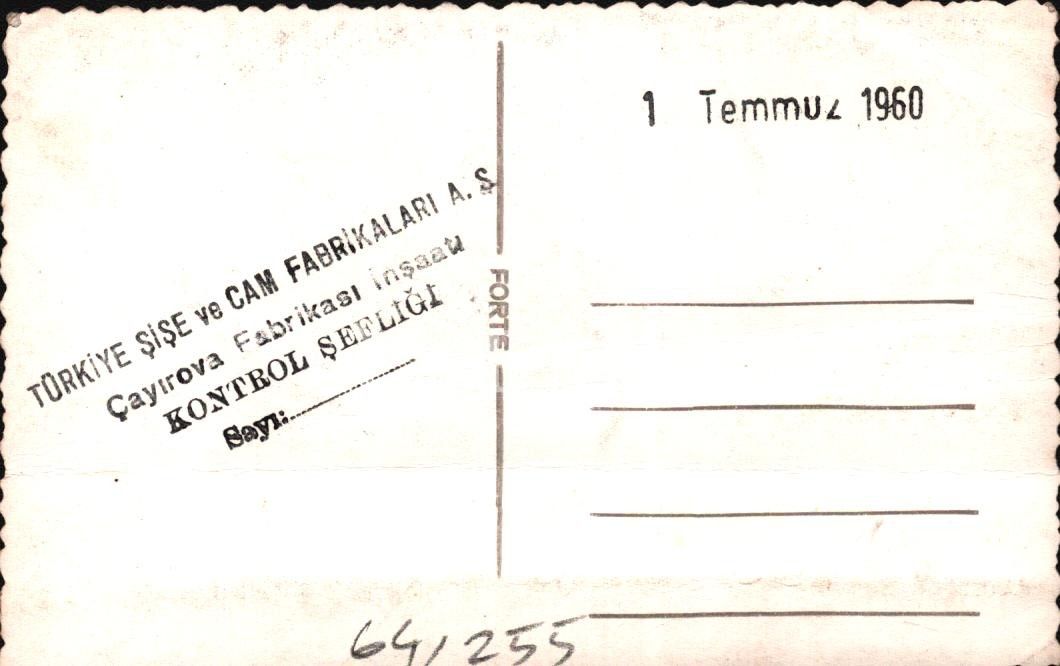 1 Temmuz 1960
TÜRKİYE ŞİŞE ve CAM FABRİKALARI A. Ş
Çayırova Fabrikası İnşaatı
KONTROL ŞEFLİĞİ
Sayı:....................
FORTE
64/255